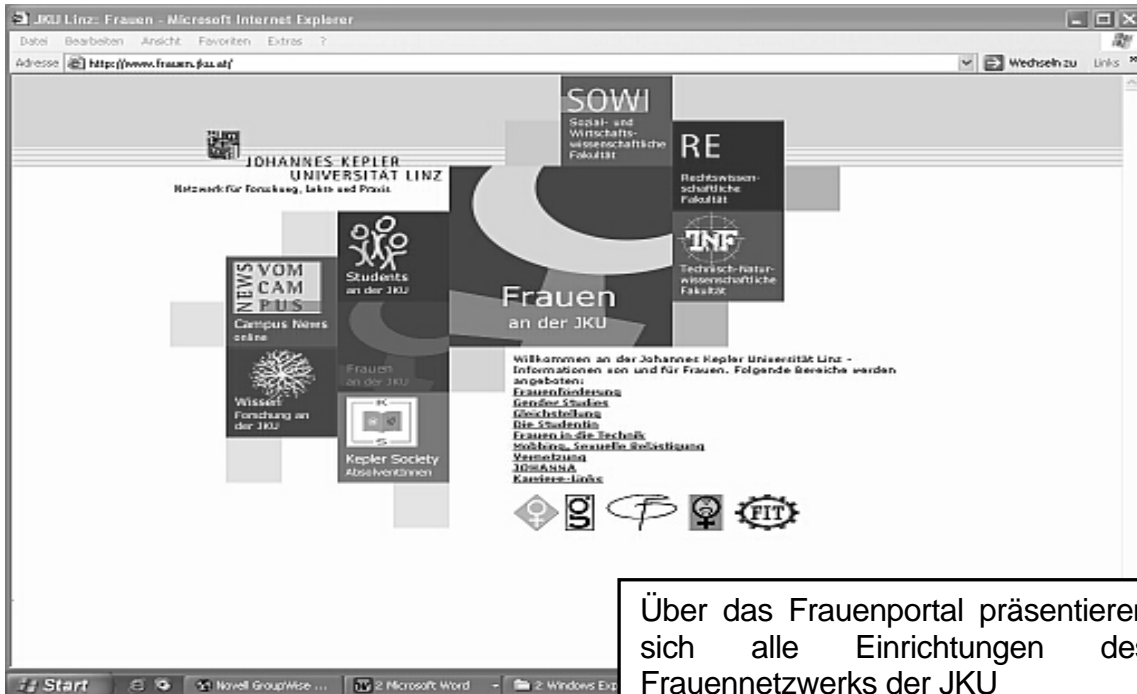 JKU Linz: Frauen - Microsoft Internet Explorer
Datei Bearbeiten Ansicht Favoriten Extras ?
Adresse http://www.frauen.jku.at/ Wechseln zu Links
JOHANNES KEPLER
UNIVERSITÄT LINZ
Netzwerk für Forschung, Lehre und Praxis
SOWI
Sozial- und
Wirtschafts-
wissenschaftliche
Fakultät
RE
Rechtswissen-
schaftliche
Fakultät
TNF
Technisch-Natur-
wissenschaftliche
Fakultät
Students
an der JKU
NEWS
VOM
CAM
PUS
Campus News
online
Frauen
an der JKU
Wissen
Forschung an
der JKU
K
S
Kepler Society
AbsolventInnen
Frauen
an der JKU
Willkommen an der Johannes Kepler Universität Linz -
Informationen von und für Frauen. Folgende Bereiche werden
angeboten:
Frauenförderung
Gender Studies
Gleichstellung
Die Studentin
Frauen in die Technik
Mobbing, Sexuelle Belästigung
Vernetzung
JOHANNA
Karriere-Links
FIT
Start Novell GroupWise ... 2 Microsoft Word 2 Windows Exp
Über das Frauenportal präsentieren
sich alle Einrichtungen des
Frauennetzwerks der JKU